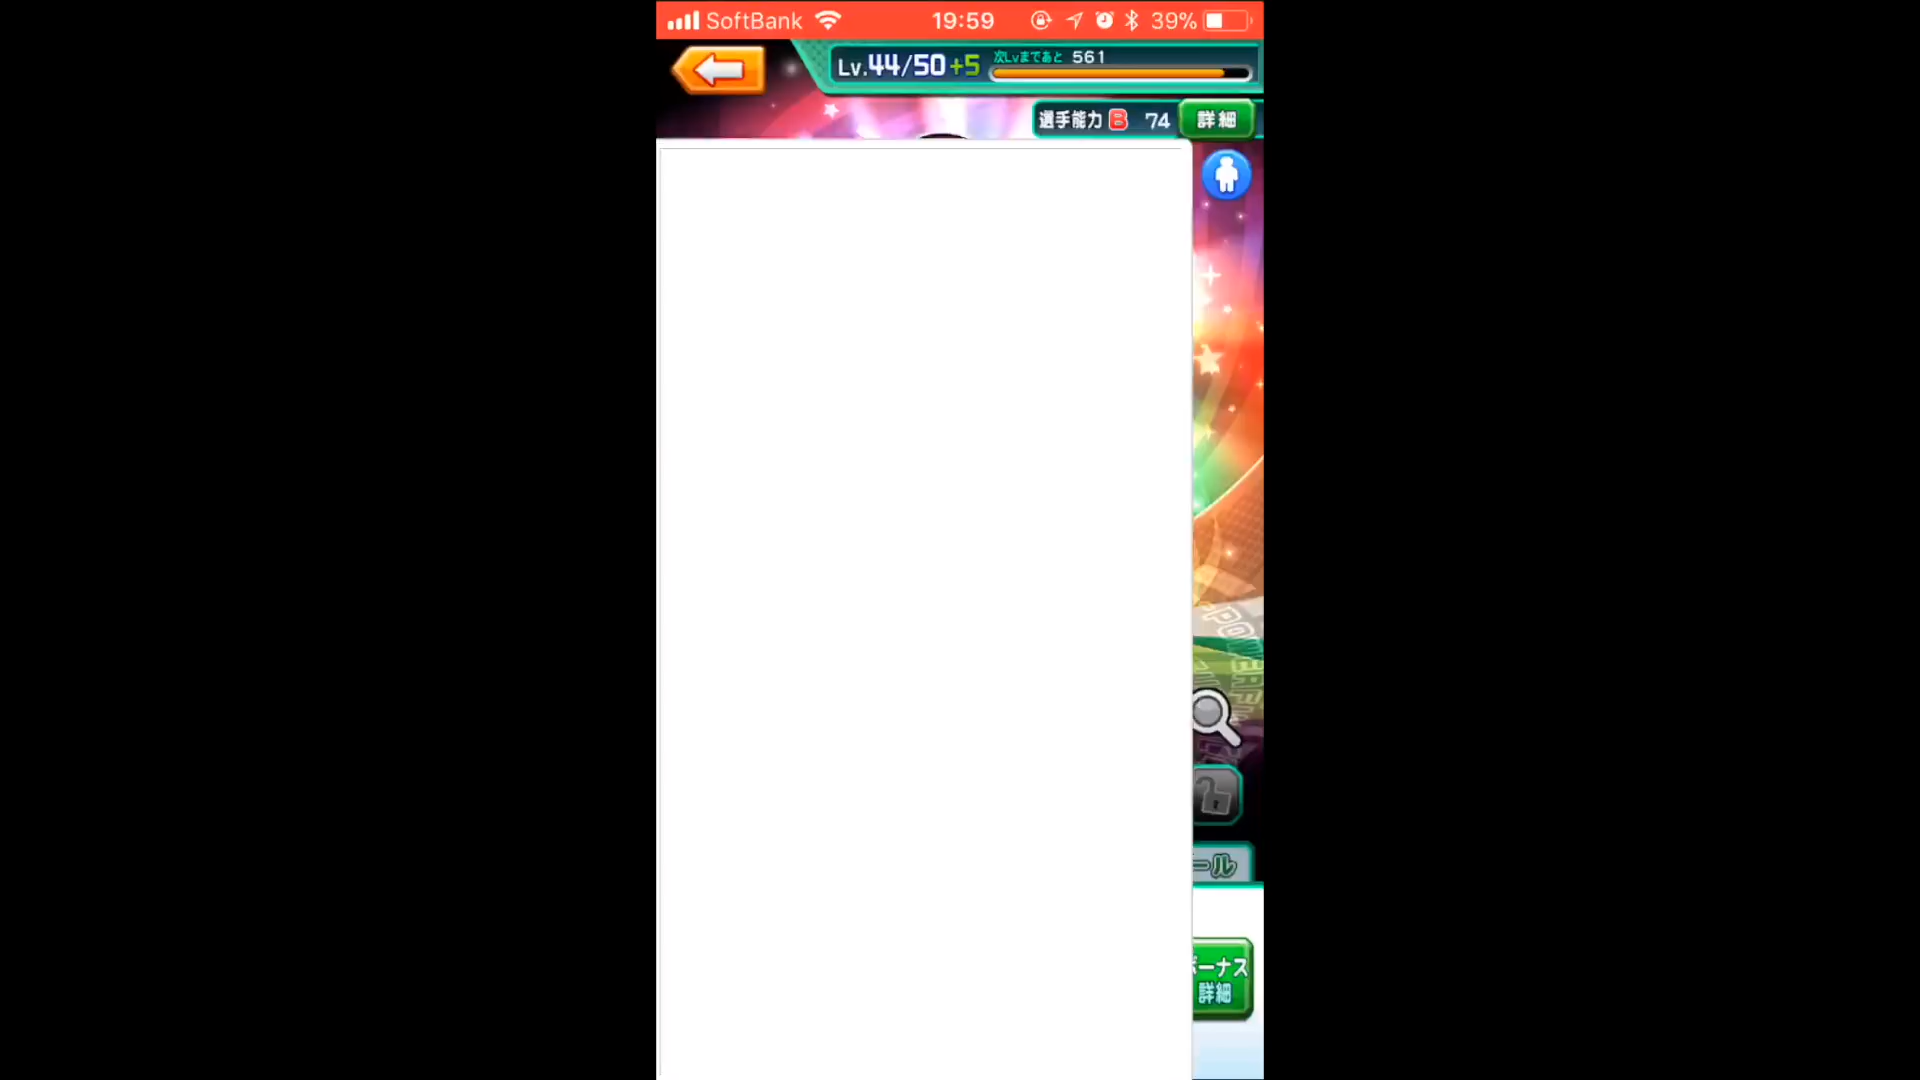 SoftBank 19:59 39%
Lv.44/50+5 次Lvまであと 561
選手能力 B 74 詳細
ール
ボーナス
詳細